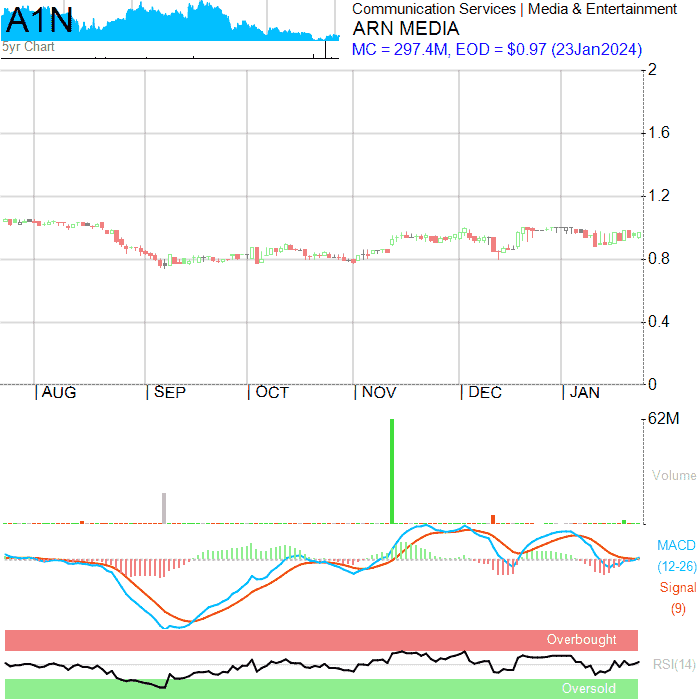 A1N
5yr Chart
Communication Services | Media & Entertainment
ARN MEDIA
MC = 297.4M, EOD = $0.97 (23Jan2024)
2
1.6
1.2
0.8
0.4
0
|AUG |SEP |OCT |NOV |DEC |JAN
62M
Volume
MACD
(12-26)
Signal
(9)
Overbought
RSI(14)
Oversold